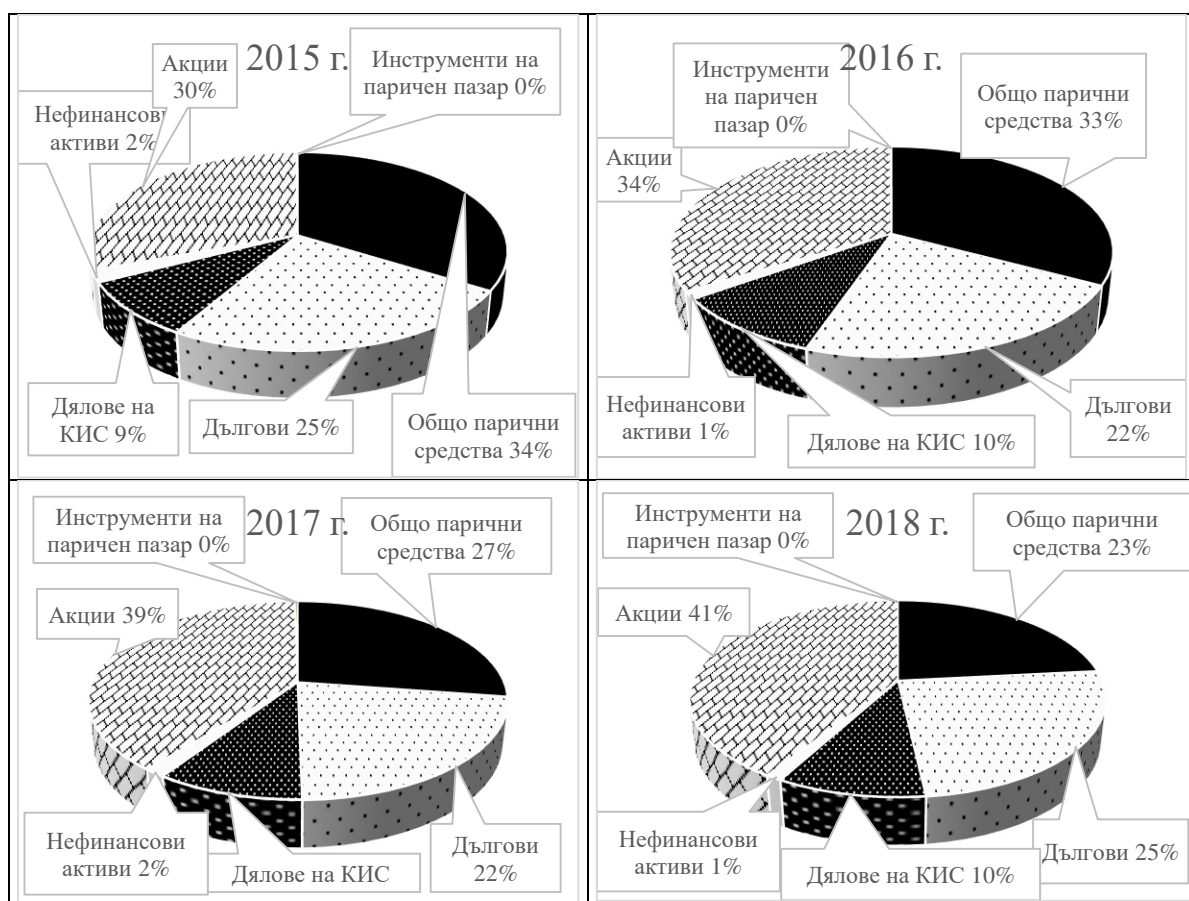 2015 г.
Акции
30%
Инструменти на
паричен пазар 0%
Нефинансови
активи 2%
Дялове на
КИС 9%
Дългови 25%
Общо парични
средства 34%
2016 г.
Инструменти
на паричен
пазар 0%
Общо парични
средства 33%
Акции
34%
Нефинансови
активи 1%
Дялове на КИС 10%
Дългови
22%
2017 г.
Инструменти на
паричен пазар 0%
Общо парични
средства 27%
Акции 39%
Нефинансови
активи 2%
Дялове на КИС
Дългови
22%
2018 г.
Инструменти на
паричен пазар 0%
Общо парични
средства 23%
Акции 41%
Нефинансови
активи 1%
Дялове на КИС 10%
Дългови 25%